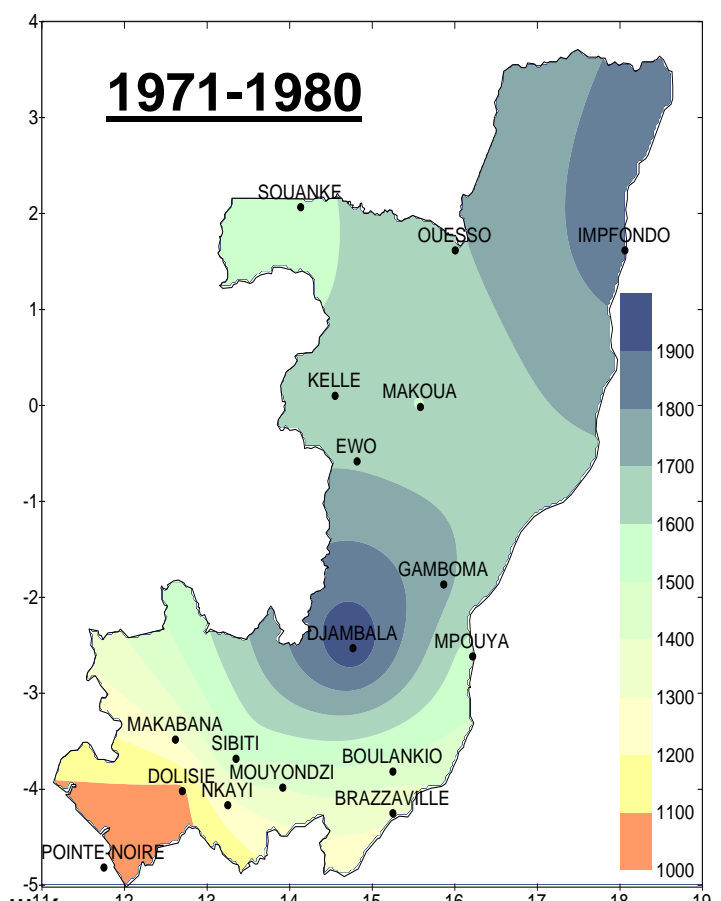 4
1971-1980
3
SOUANKE
2
OUESSO
IMPFONDO
1
1900
KELLE
MAKOUA
1800
0
EWO
1700
-1
1600
GAMBOMA
1500
-2
DJAMBALA
MPOUYA
1400
-3
1300
MAKABANA
SIBITI
BOULANKIO
1200
DOLISIE
MOUYONDZI
-4
NKAYI
BRAZZAVILLE
1100
POINTE-NOIRE
1000
-5
12 13 14 15 16 17 18 19